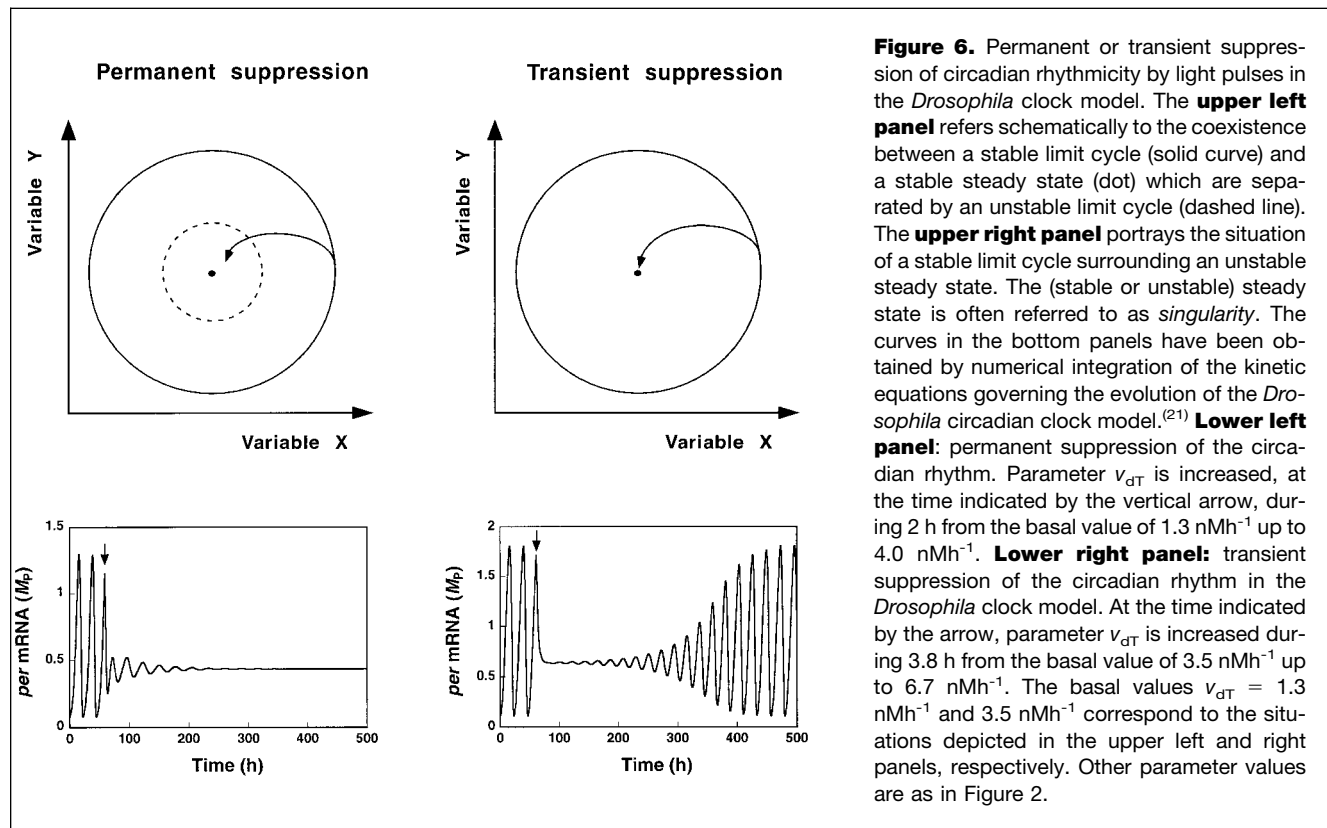 Permanent suppression
Variable Y
Variable X
Transient suppression
Variable Y
Variable X
per mRNA (MP)
1.5
1
0.5
0
0 100 200 300 400 500
Time (h)
per mRNA (MP)
2
1.5
1
0.5
0
0 100 200 300 400 500
Time (h)
Figure 6. Permanent or transient suppres-
sion of circadian rhythmicity by light pulses in
the Drosophila clock model. The upper left
panel refers schematically to the coexistence
between a stable limit cycle (solid curve) and
a stable steady state (dot) which are sepa-
rated by an unstable limit cycle (dashed line).
The upper right panel portrays the situation
of a stable limit cycle surrounding an unstable
steady state. The (stable or unstable) steady
state is often referred to as singularity. The
curves in the bottom panels have been ob-
tained by numerical integration of the kinetic
equations governing the evolution of the Dro-
sophila circadian clock model.(21) Lower left
panel: permanent suppression of the circa-
dian rhythm. Parameter vdT is increased, at
the time indicated by the vertical arrow, dur-
ing 2 h from the basal value of 1.3 nMh-1 up to
4.0 nMh-1. Lower right panel: transient
suppression of the circadian rhythm in the
Drosophila clock model. At the time indicated
by the arrow, parameter vdT is increased dur-
ing 3.8 h from the basal value of 3.5 nMh-1 up
to 6.7 nMh-1. The basal values vdT = 1.3
nMh-1 and 3.5 nMh-1 correspond to the situ-
ations depicted in the upper left and right
panels, respectively. Other parameter values
are as in Figure 2.